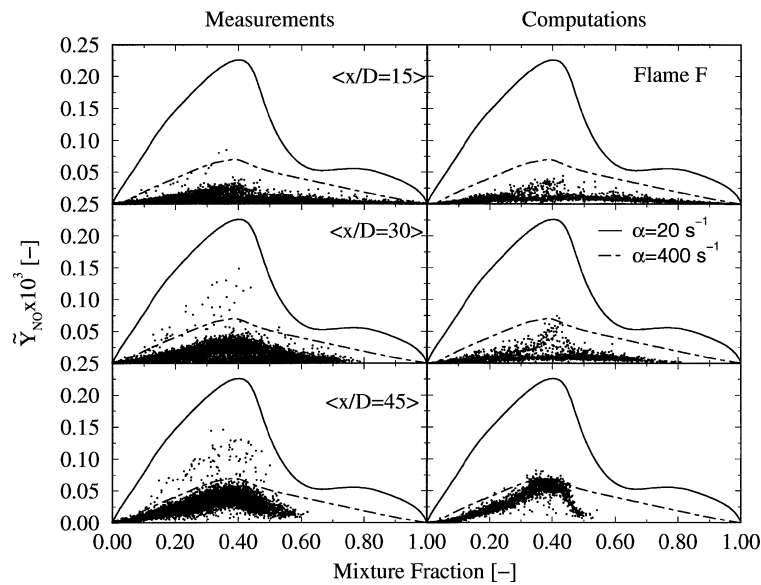 Measurements Computations
0.25
<x/D=15> Flame F
0.20
0.15
0.10
0.05
0.25
<x/D=30>
0.20 α=20 s⁻¹
0.15 α=400 s⁻¹
0.10
0.05
0.25
<x/D=45>
0.20
0.15
0.10
0.05
0.00
ỸNOx10³ [−]
0.00 0.20 0.40 0.60 0.80 1.00 0.20 0.40 0.60 0.80 1.00
Mixture Fraction [−]